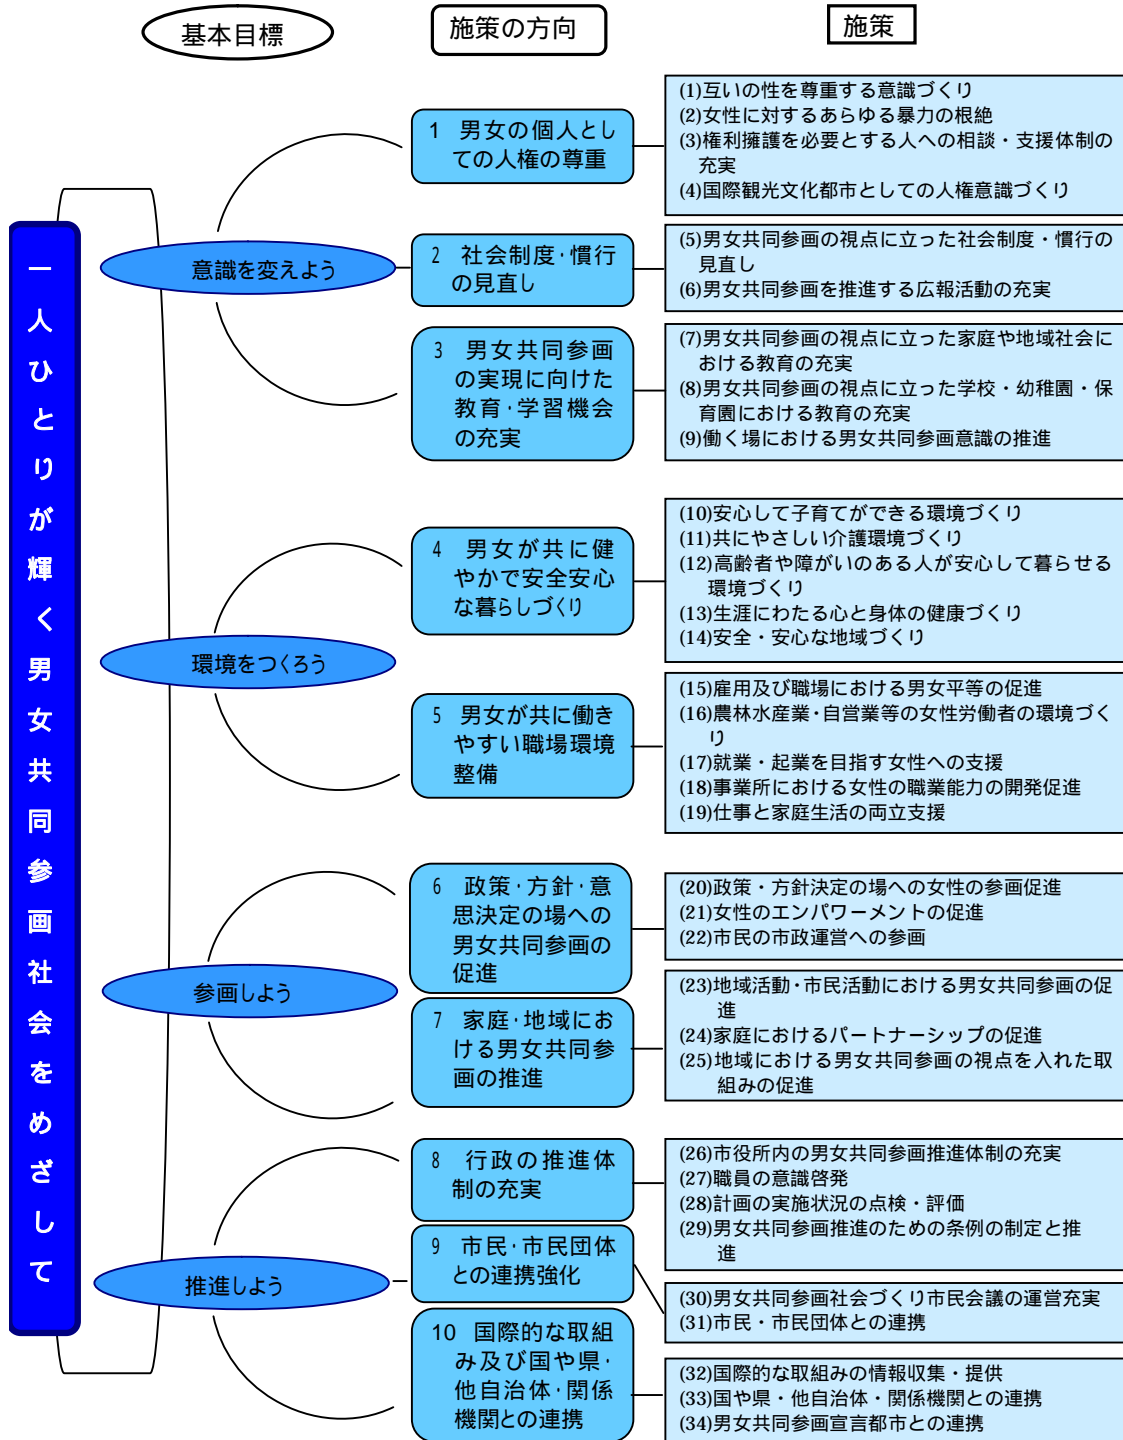 基本目標
施策の方向
施策
一人ひとりが輝く男女共同参画社会をめざして
意識を変えよう
1 男女の個人とし
ての人権の尊重
(1)互いの性を尊重する意識づくり
(2)女性に対するあらゆる暴力の根絶
(3)権利擁護を必要とする人への相談・支援体制の
充実
(4)国際観光文化都市としての人権意識づくり
2 社会制度・慣行
の見直し
(5)男女共同参画の視点に立った社会制度・慣行の
見直し
(6)男女共同参画を推進する広報活動の充実
3 男女共同参画
の実現に向けた
教育・学習機会
の充実
(7)男女共同参画の視点に立った家庭や地域社会に
おける教育の充実
(8)男女共同参画の視点に立った学校・幼稚園・保
育園における教育の充実
(9)働く場における男女共同参画意識の推進
環境をつくろう
4 男女が共に健
やかで安全安心
な暮らしづくり
(10)安心して子育てができる環境づくり
(11)共にやさしい介護環境づくり
(12)高齢者や障がいのある人が安心して暮らせる
環境づくり
(13)生涯にわたる心と身体の健康づくり
(14)安全・安心な地域づくり
5 男女が共に働き
やすい職場環境
整備
(15)雇用及び職場における男女平等の促進
(16)農林水産業・自営業等の女性労働者の環境づく
り
(17)就業・起業を目指す女性への支援
(18)事業所における女性の職業能力の開発促進
(19)仕事と家庭生活の両立支援
参画しよう
6 政策・方針・意
思決定の場への
男女共同参画の
促進
(20)政策・方針決定の場への女性の参画促進
(21)女性のエンパワーメントの促進
(22)市民の市政運営への参画
7 家庭・地域にお
ける男女共同参
画の推進
(23)地域活動・市民活動における男女共同参画の促
進
(24)家庭におけるパートナーシップの促進
(25)地域における男女共同参画の視点を入れた取
組みの促進
推進しよう
8 行政の推進体
制の充実
(26)市役所内の男女共同参画推進体制の充実
(27)職員の意識啓発
(28)計画の実施状況の点検・評価
(29)男女共同参画推進のための条例の制定と推
進
9 市民・市民団体
との連携強化
(30)男女共同参画社会づくり市民会議の運営充実
(31)市民・市民団体との連携
10 国際的な取組
み及び国や県・
他自治体・関係
機関との連携
(32)国際的な取組みの情報収集・提供
(33)国や県・他自治体・関係機関との連携
(34)男女共同参画宣言都市との連携